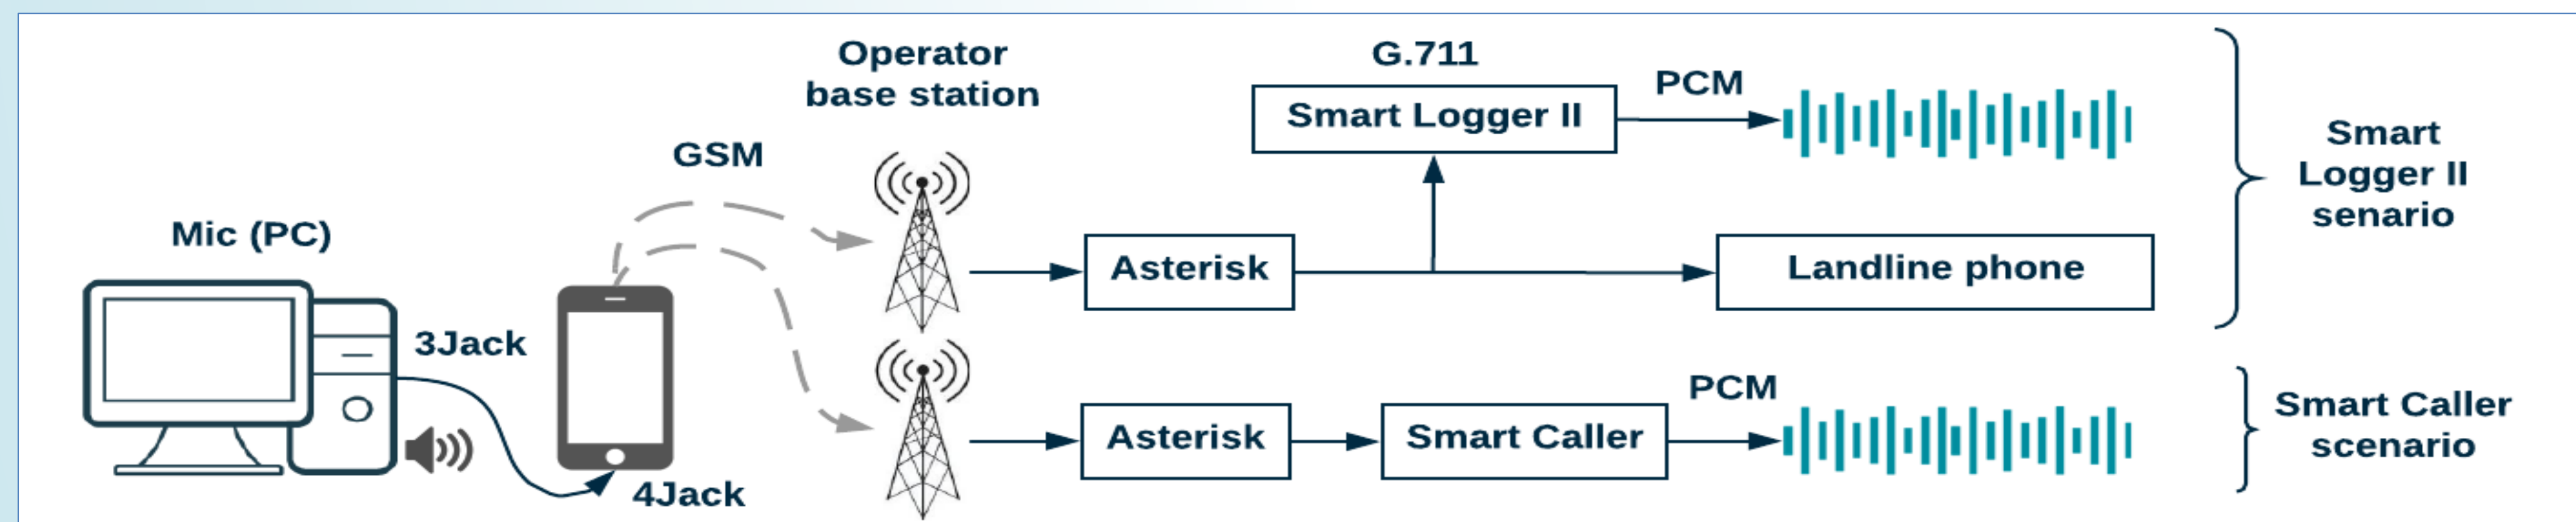 Operator
base station
G.711
Smart Logger II
PCM
Smart
Logger II
senario
GSM
Mic (PC)
Asterisk
Landline phone
3Jack
4Jack
Asterisk
Smart Caller
PCM
Smart Caller
scenario